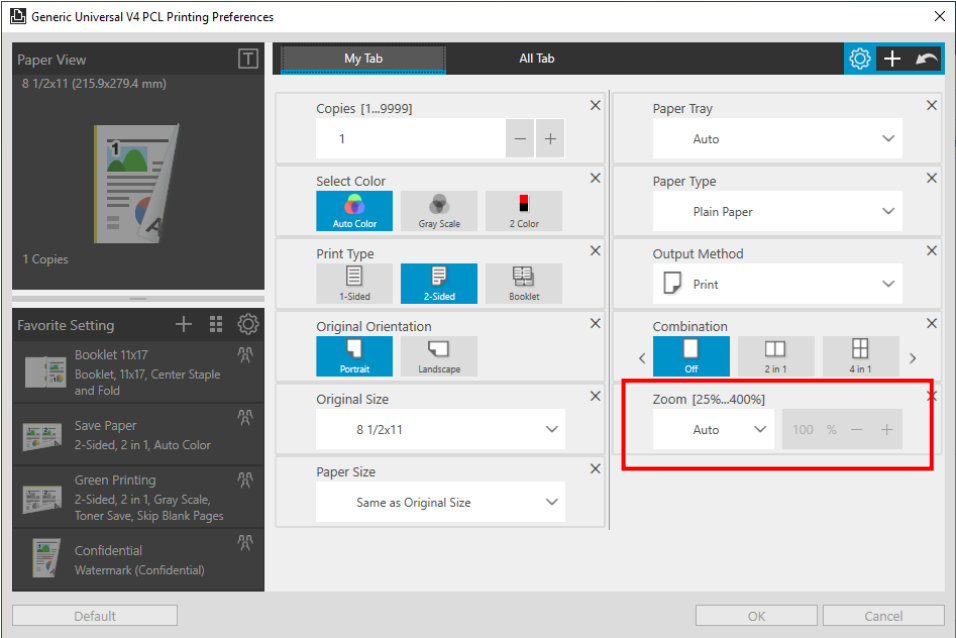 Generic Universal V4 PCL Printing Preferences
Paper View
T
8 1/2x11 (215.9x279.4 mm)
1
A
1 Copies
Favorite Setting
Booklet 11x17
Booklet, 11x17, Center Staple
and Fold
Save Paper
2-Sided, 2 in 1, Auto Color
Green Printing
2-Sided, 2 in 1, Gray Scale,
Toner Save, Skip Blank Pages
Confidential
Watermark (Confidential)
My Tab
All Tab
Copies [1...9999]
1
Select Color
Auto Color
Gray Scale
2 Color
Print Type
1-Sided
2-Sided
Booklet
Original Orientation
Portrait
Landscape
Original Size
8 1/2x11
Paper Size
Same as Original Size
Paper Tray
Auto
Paper Type
Plain Paper
Output Method
Print
Combination
Off
2 in 1
4 in 1
Zoom [25%...400%]
Auto
100 %
Default
OK
Cancel